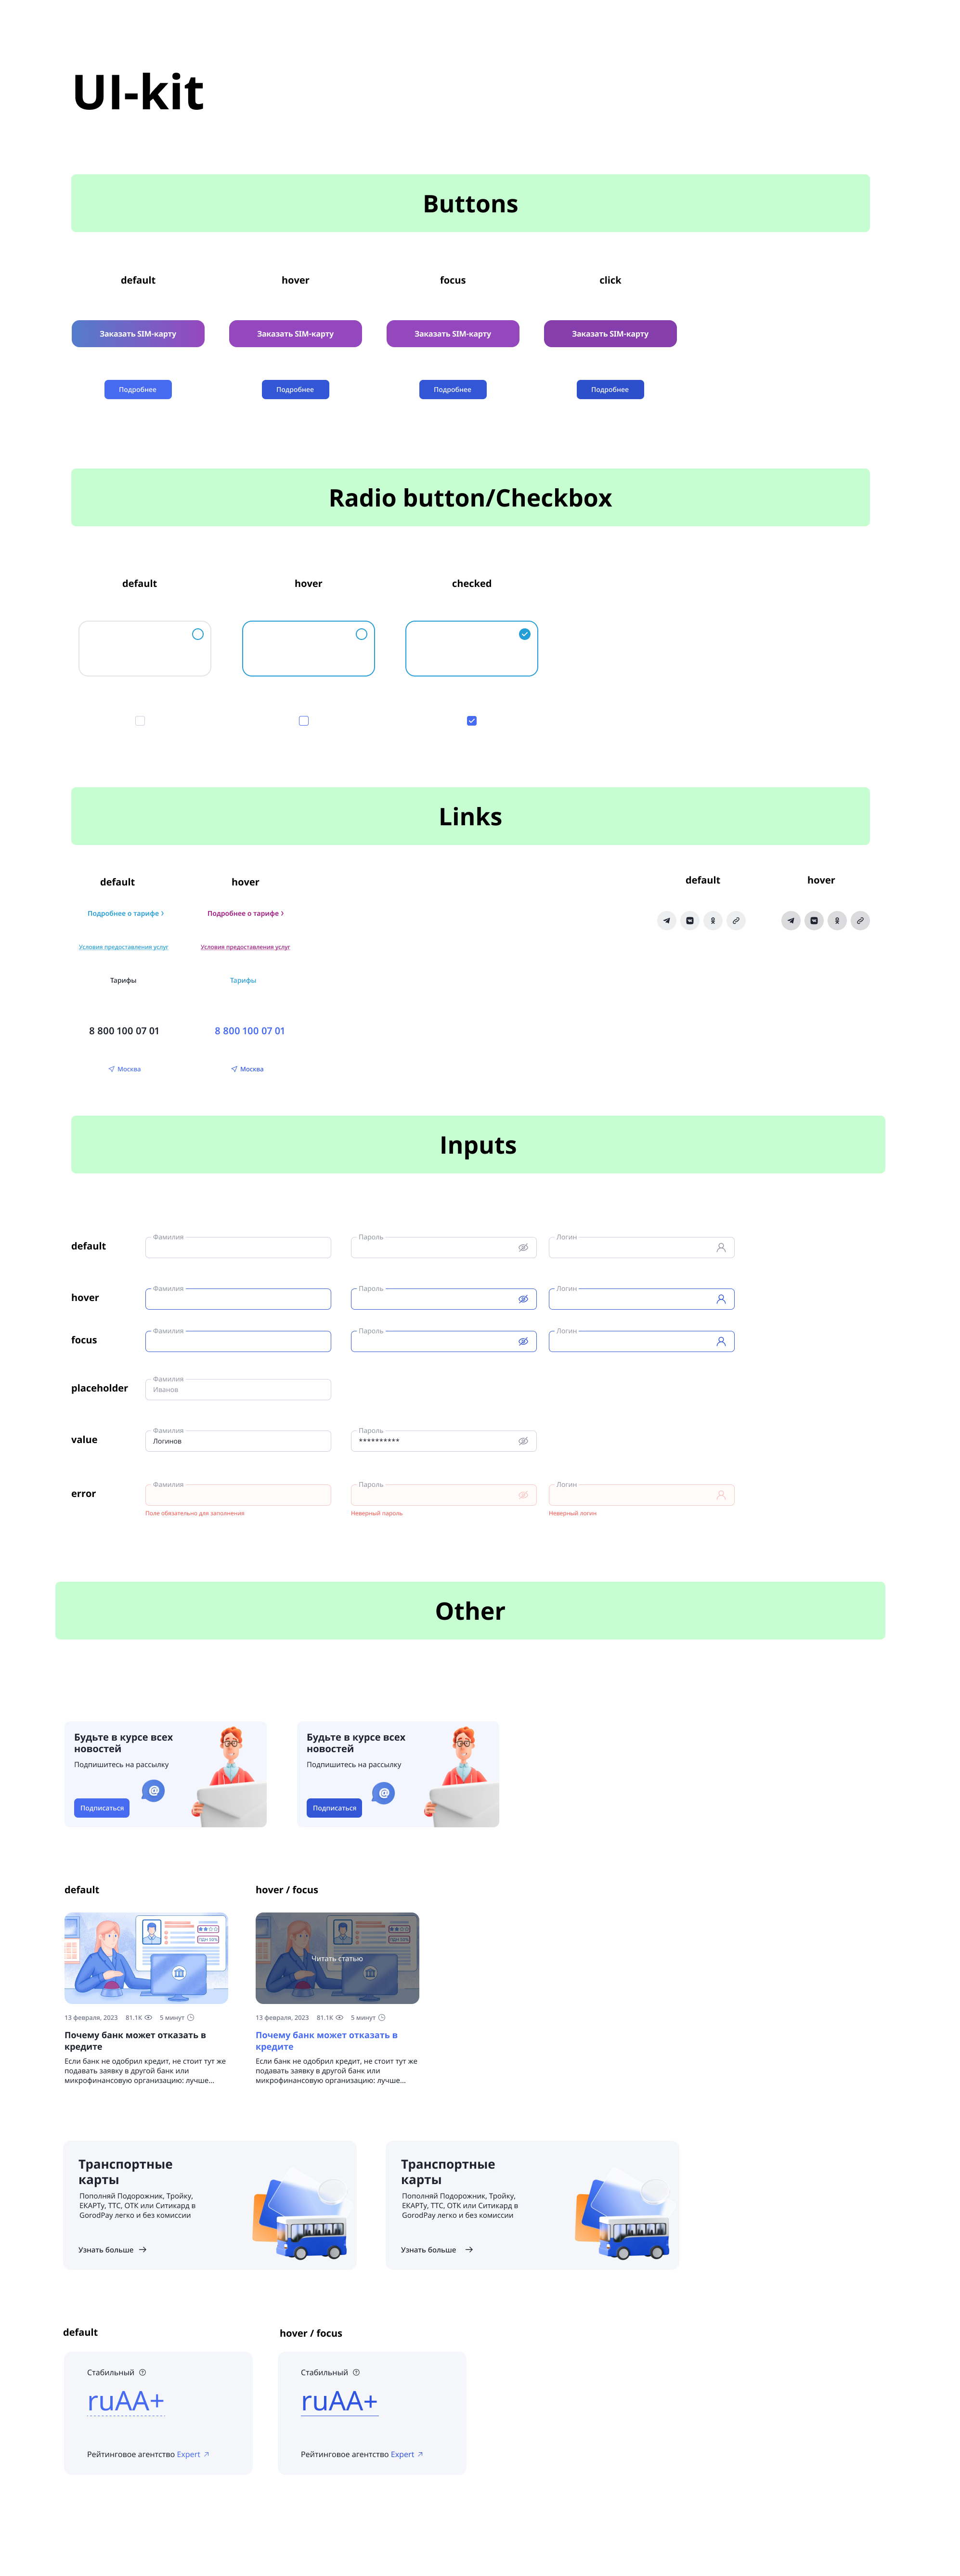 UI-kit
Buttons
default hover focus click
Заказать SIM-карту Заказать SIM-карту Заказать SIM-карту Заказать SIM-карту
Подробнее Подробнее Подробнее Подробнее
Radio button/Checkbox
default hover checked
Links
default hover default hover
Подробнее о тарифе Подробнее о тарифе
Условия предоставления услуг Условия предоставления услуг
Тарифы Тарифы
8 800 100 07 01 8 800 100 07 01
Москва Москва
Inputs
Фамилия Пароль Логин
default
Фамилия Пароль Логин
hover
Фамилия Пароль Логин
focus
Фамилия
placeholder Иванов
Фамилия Пароль
value Логинов **********
Фамилия Пароль Логин
error
Поле обязательно для заполнения Неверный пароль Неверный логин
Other
Будьте в курсе всех
новостей
Подпишитесь на рассылку
@
Подписаться
Будьте в курсе всех
новостей
Подпишитесь на рассылку
@
Подписаться
default hover / focus
Читать статью
13 февраля, 2023 81.1K 5 минут
Почему банк может отказать в
кредите
Если банк не одобрил кредит, не стоит тут же
подавать заявку в другой банк или
микрофинансовую организацию: лучше...
13 февраля, 2023 81.1K 5 минут
Почему банк может отказать в
кредите
Если банк не одобрил кредит, не стоит тут же
подавать заявку в другой банк или
микрофинансовую организацию: лучше...
Транспортные
карты
Пополняй Подорожник, Тройку,
ЕКАРТу, ТТС, ОТК или Ситикард в
GorodPay легко и без комиссии
Узнать больше
Транспортные
карты
Пополняй Подорожник, Тройку,
ЕКАРТу, ТТС, ОТК или Ситикард в
GorodPay легко и без комиссии
Узнать больше
default hover / focus
Стабильный
ruAA+
Рейтинговое агентство Expert
Стабильный
ruAA+
Рейтинговое агентство Expert